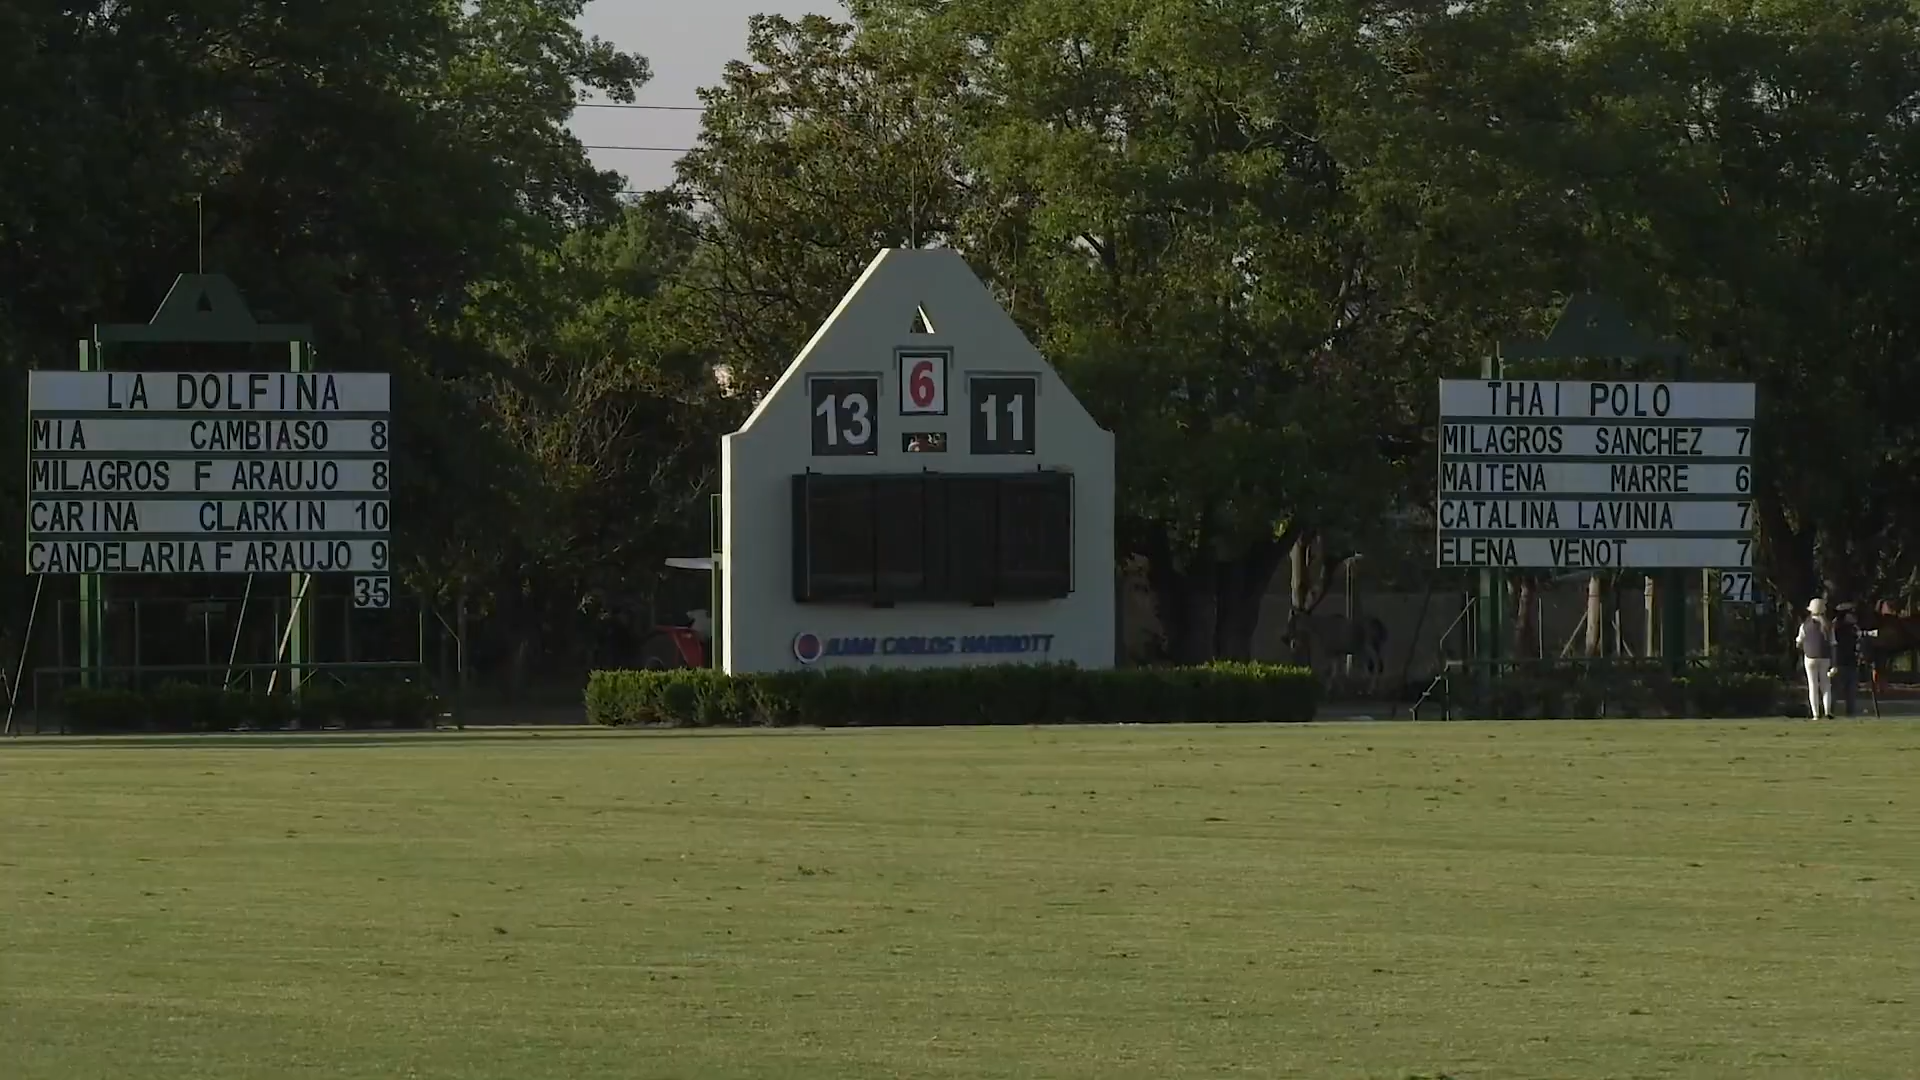 LA DOLFINA
MIA CAMBIASO 8
MILAGROS F ARAUJO 8
CARINA CLARKIN 10
CANDELARIA F ARAUJO 9
35
6
13 11
JUAN CARLOS HARRIOTT
THAI POLO
MILAGROS SANCHEZ 7
MAITENA MARRE 6
CATALINA LAVINIA 7
ELENA VENOT 7
27